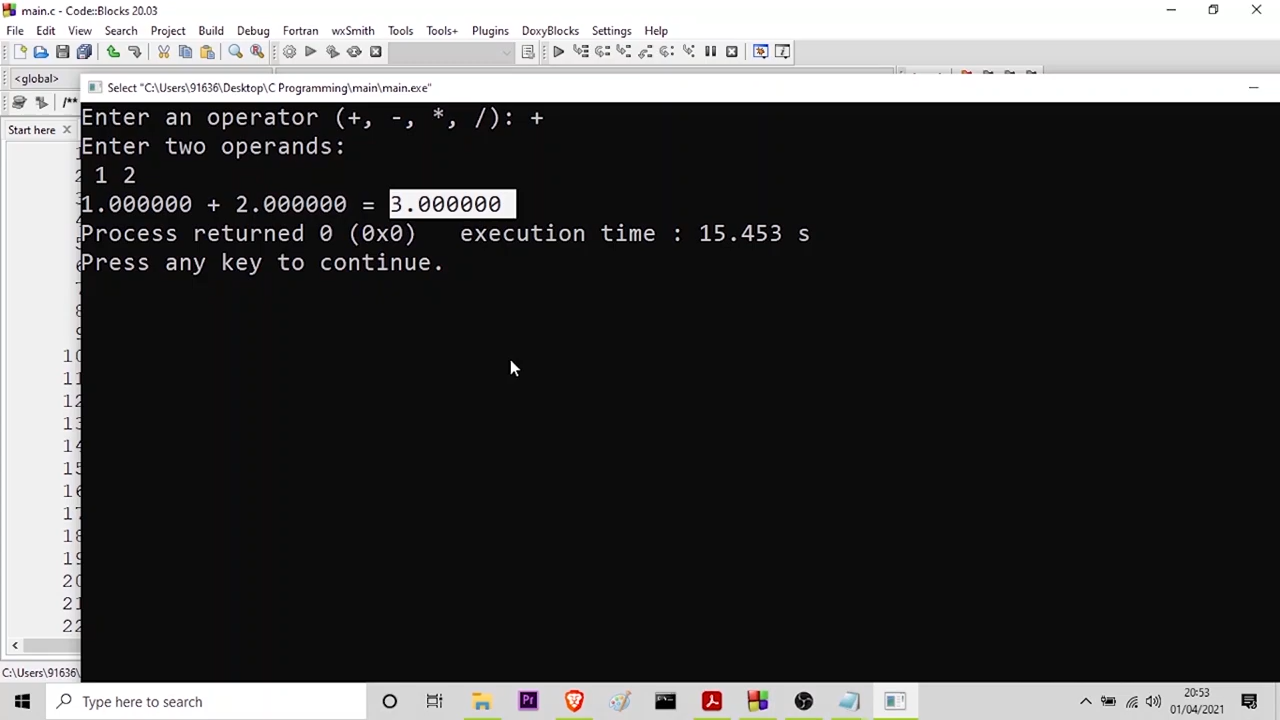 main.c - Code::Blocks 20.03
File Edit View Search Project Build Debug Fortran wxSmith Tools Tools+ Plugins DoxyBlocks Settings Help
<global>
/**
Select "C:\Users\91636\Desktop\C Programming\main\main.exe"
Start here
Enter an operator (+, -, *, /): +
Enter two operands:
1 2
1.000000 + 2.000000 = 3.000000
Process returned 0 (0x0)   execution time : 15.453 s
Press any key to continue.
10
11
12
13
14
15
16
17
18
19
20
21
22
C:\Users\91636\
Type here to search
Pr
20:53
01/04/2021